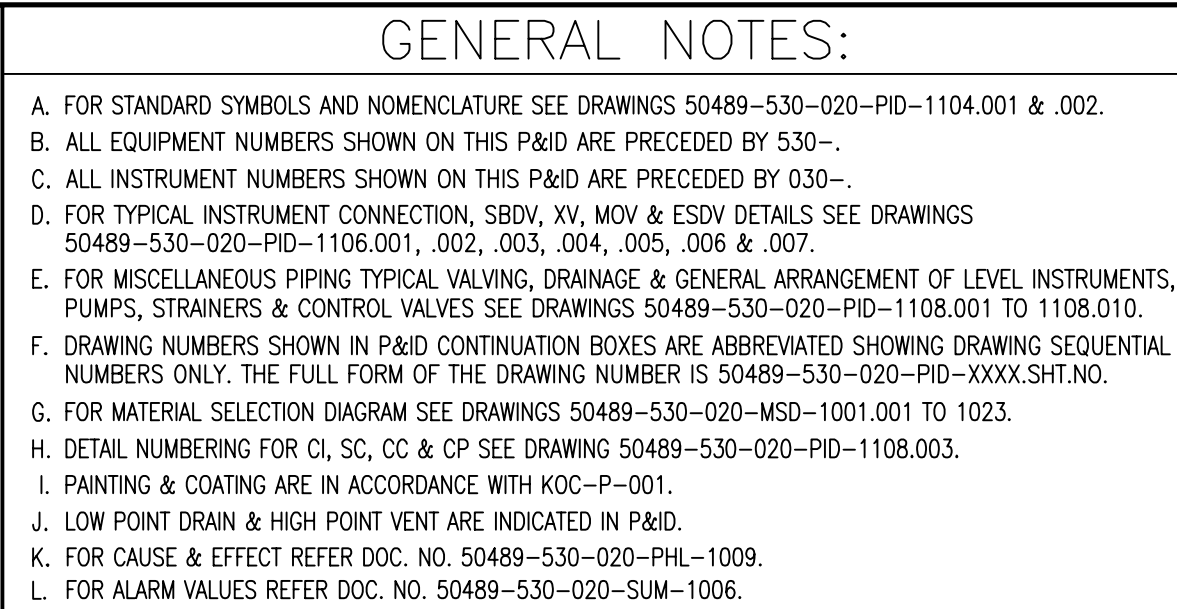 GENERAL NOTES:
A. FOR STANDARD SYMBOLS AND NOMENCLATURE SEE DRAWINGS 50489-530-020-PID-1104.001 & .002.
B. ALL EQUIPMENT NUMBERS SHOWN ON THIS P&ID ARE PRECEDED BY 530-.
C. ALL INSTRUMENT NUMBERS SHOWN ON THIS P&ID ARE PRECEDED BY 030-.
D. FOR TYPICAL INSTRUMENT CONNECTION, SBDV, XV, MOV & ESDV DETAILS SEE DRAWINGS
50489-530-020-PID-1106.001, .002, .003, .004, .005, .006 & .007.
E. FOR MISCELLANEOUS PIPING TYPICAL VALVING, DRAINAGE & GENERAL ARRANGEMENT OF LEVEL INSTRUMENTS,
PUMPS, STRAINERS & CONTROL VALVES SEE DRAWINGS 50489-530-020-PID-1108.001 TO 1108.010.
F. DRAWING NUMBERS SHOWN IN P&ID CONTINUATION BOXES ARE ABBREVIATED SHOWING DRAWING SEQUENTIAL
NUMBERS ONLY. THE FULL FORM OF THE DRAWING NUMBER IS 50489-530-020-PID-XXXX.SHT.NO.
G. FOR MATERIAL SELECTION DIAGRAM SEE DRAWINGS 50489-530-020-MSD-1001.001 TO 1023.
H. DETAIL NUMBERING FOR CI, SC, CC & CP SEE DRAWING 50489-530-020-PID-1108.003.
I. PAINTING & COATING ARE IN ACCORDANCE WITH KOC-P-001.
J. LOW POINT DRAIN & HIGH POINT VENT ARE INDICATED IN P&ID.
K. FOR CAUSE & EFFECT REFER DOC. NO. 50489-530-020-PHL-1009.
L. FOR ALARM VALUES REFER DOC. NO. 50489-530-020-SUM-1006.